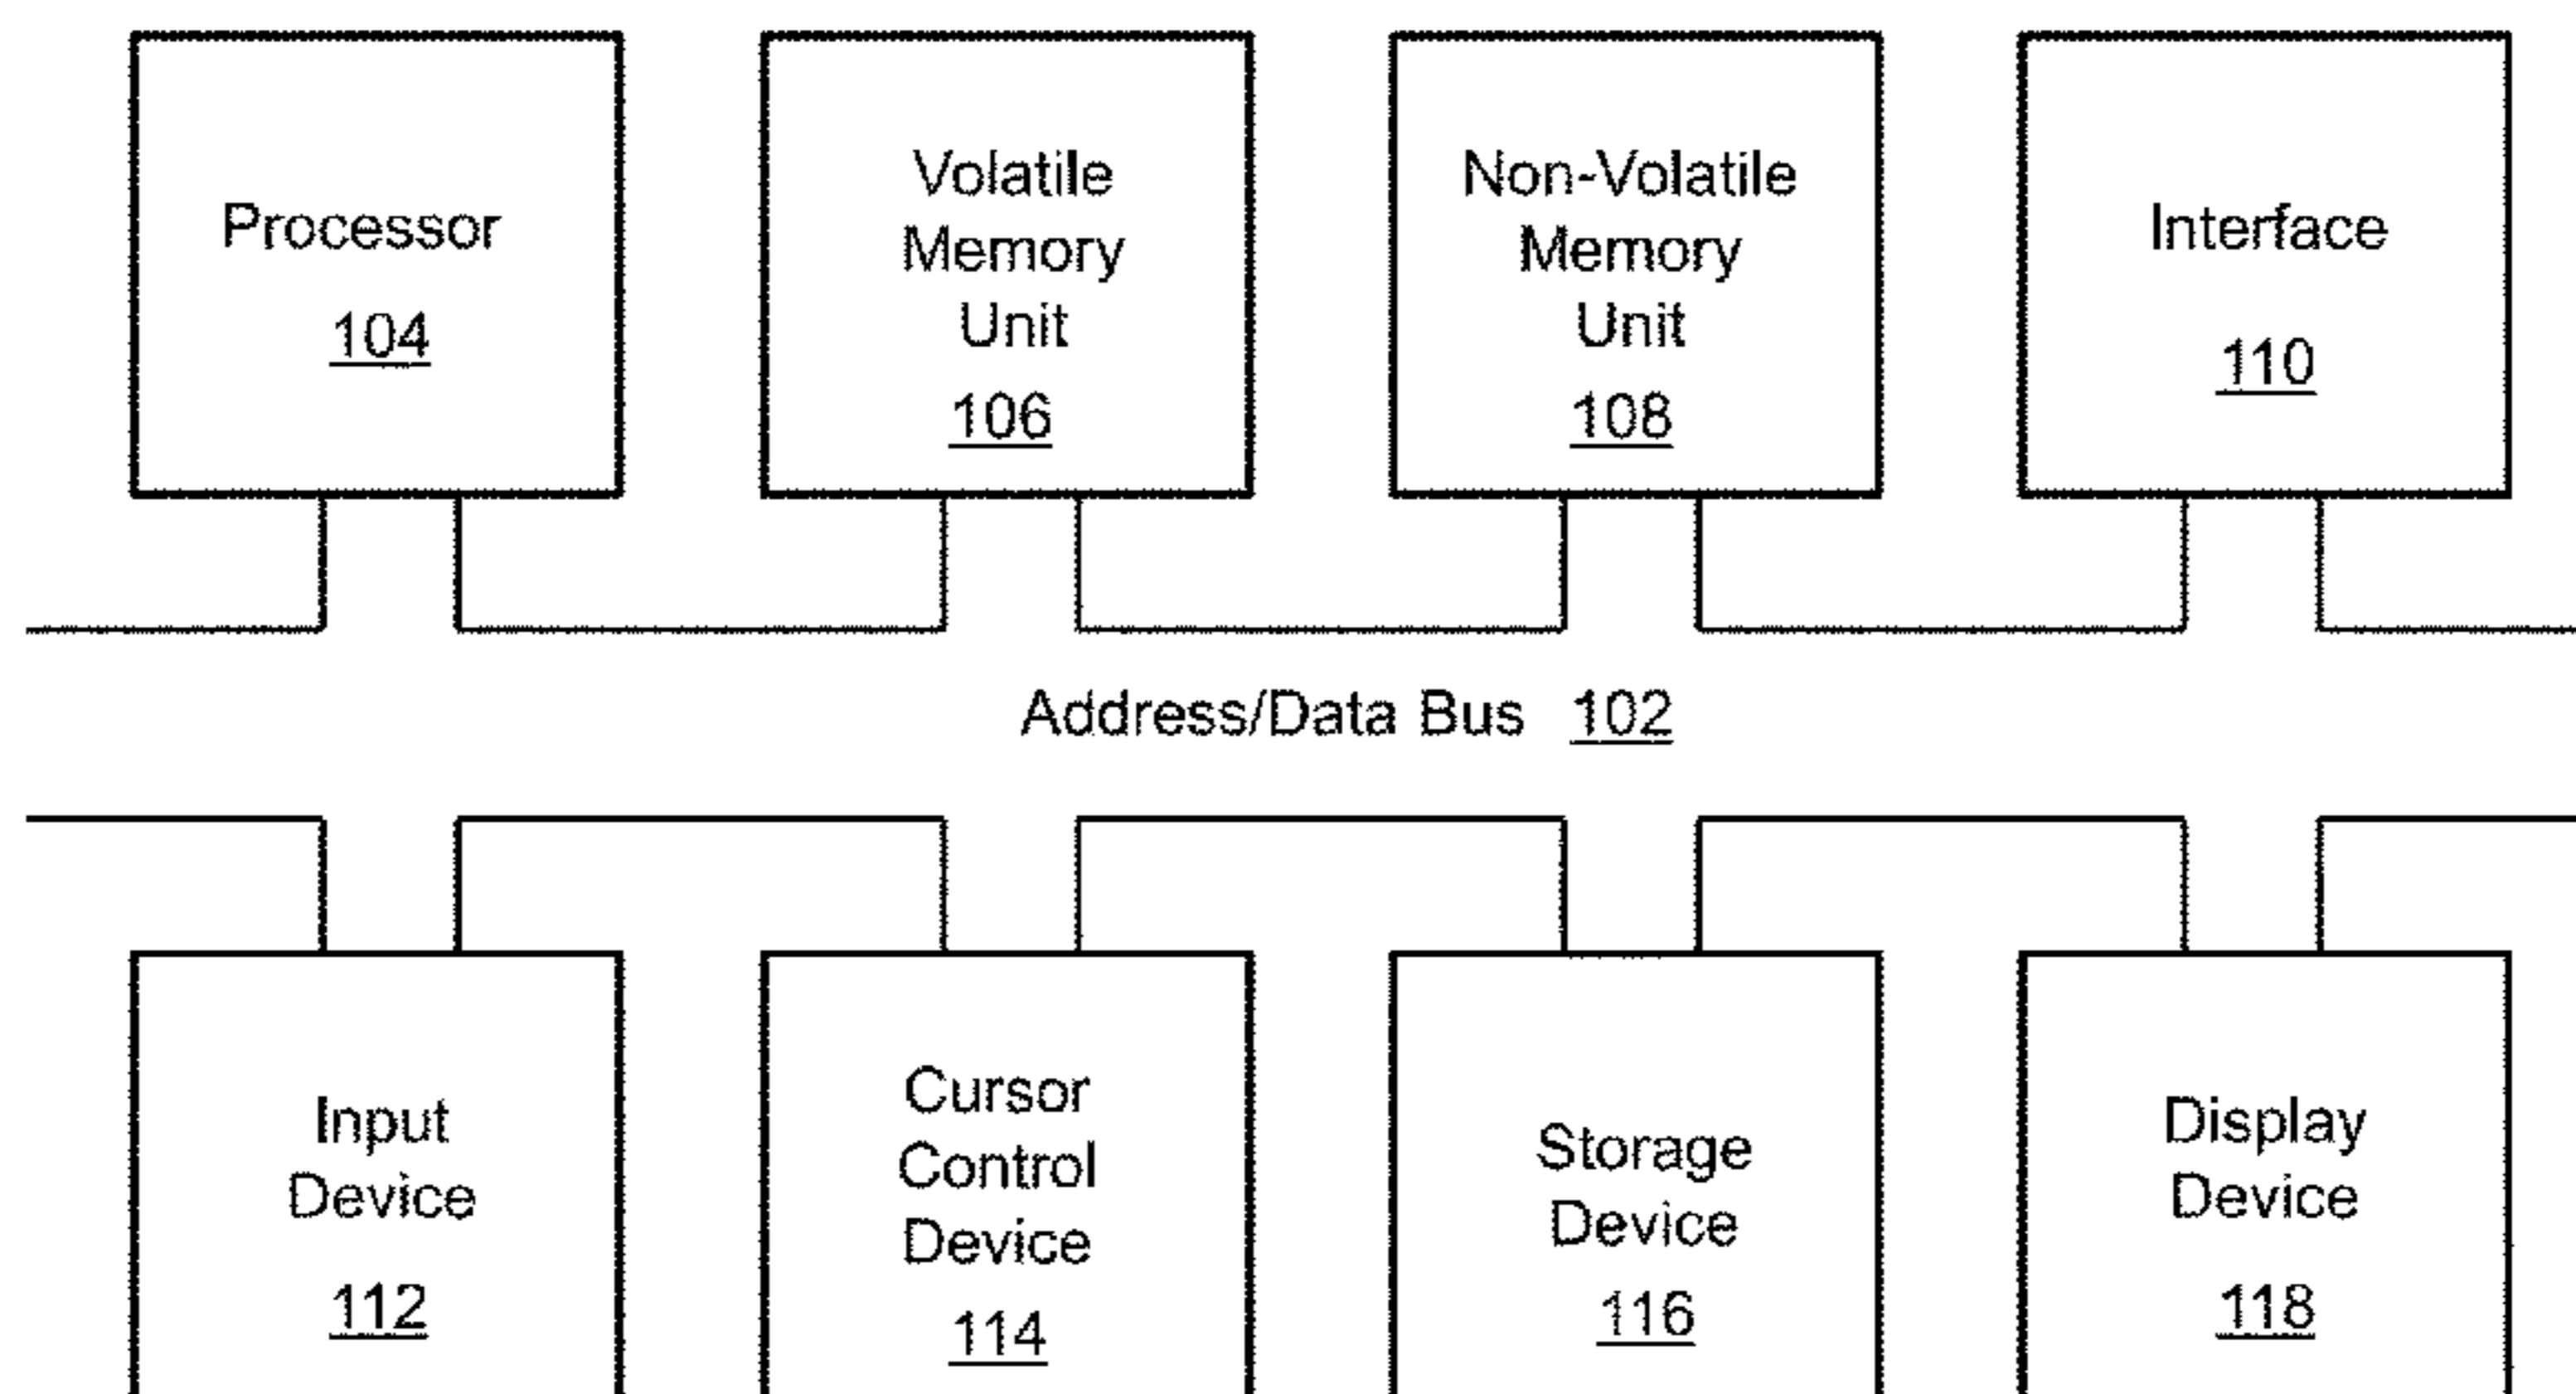 Processor
104
Volatile
Memory
Unit
106
Non-Volatile
Memory
Unit
108
Interface
110
Address/Data Bus 102
Input
Device
112
Cursor
Control
Device
114
Storage
Device
116
Display
Device
118